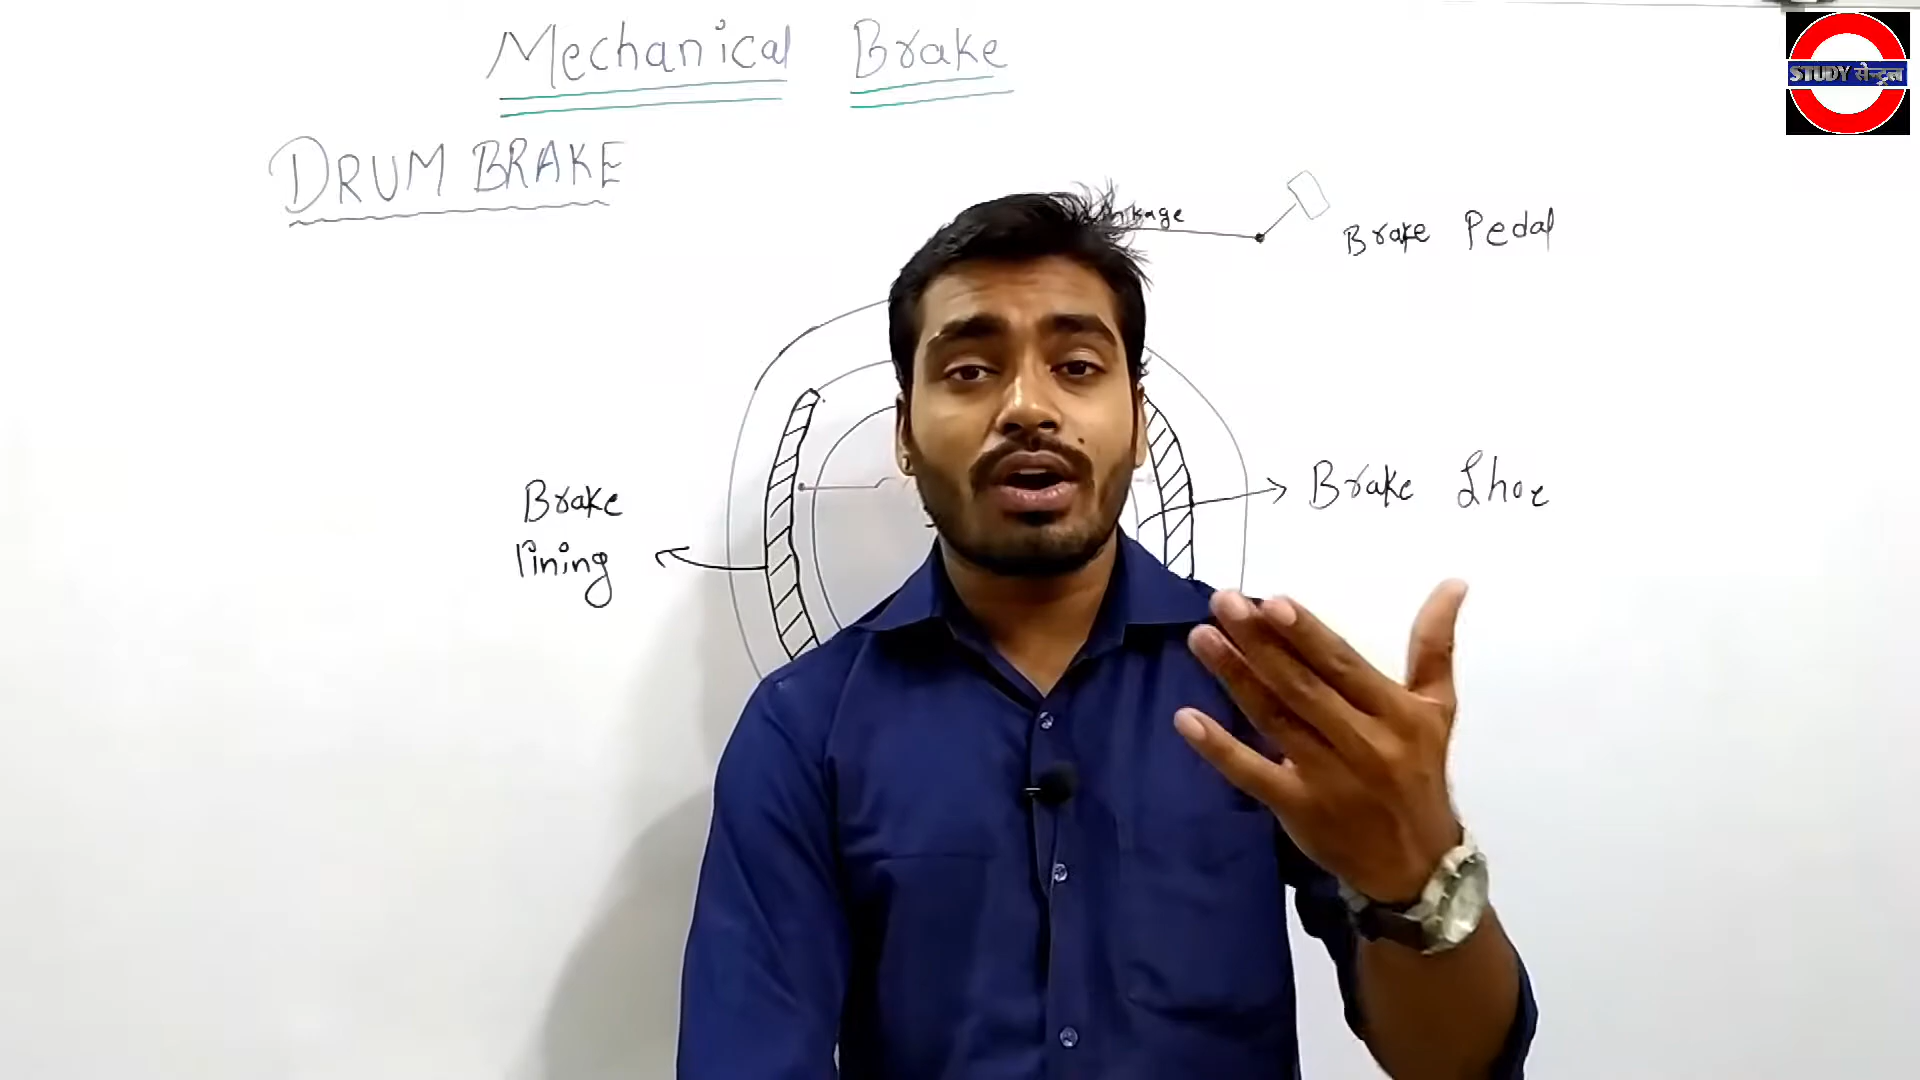 Mechanical Brake
STUDY सेन्ट्रल
DRUM BRAKE
Brake Pedal
Brake Shoe
Brake
lining